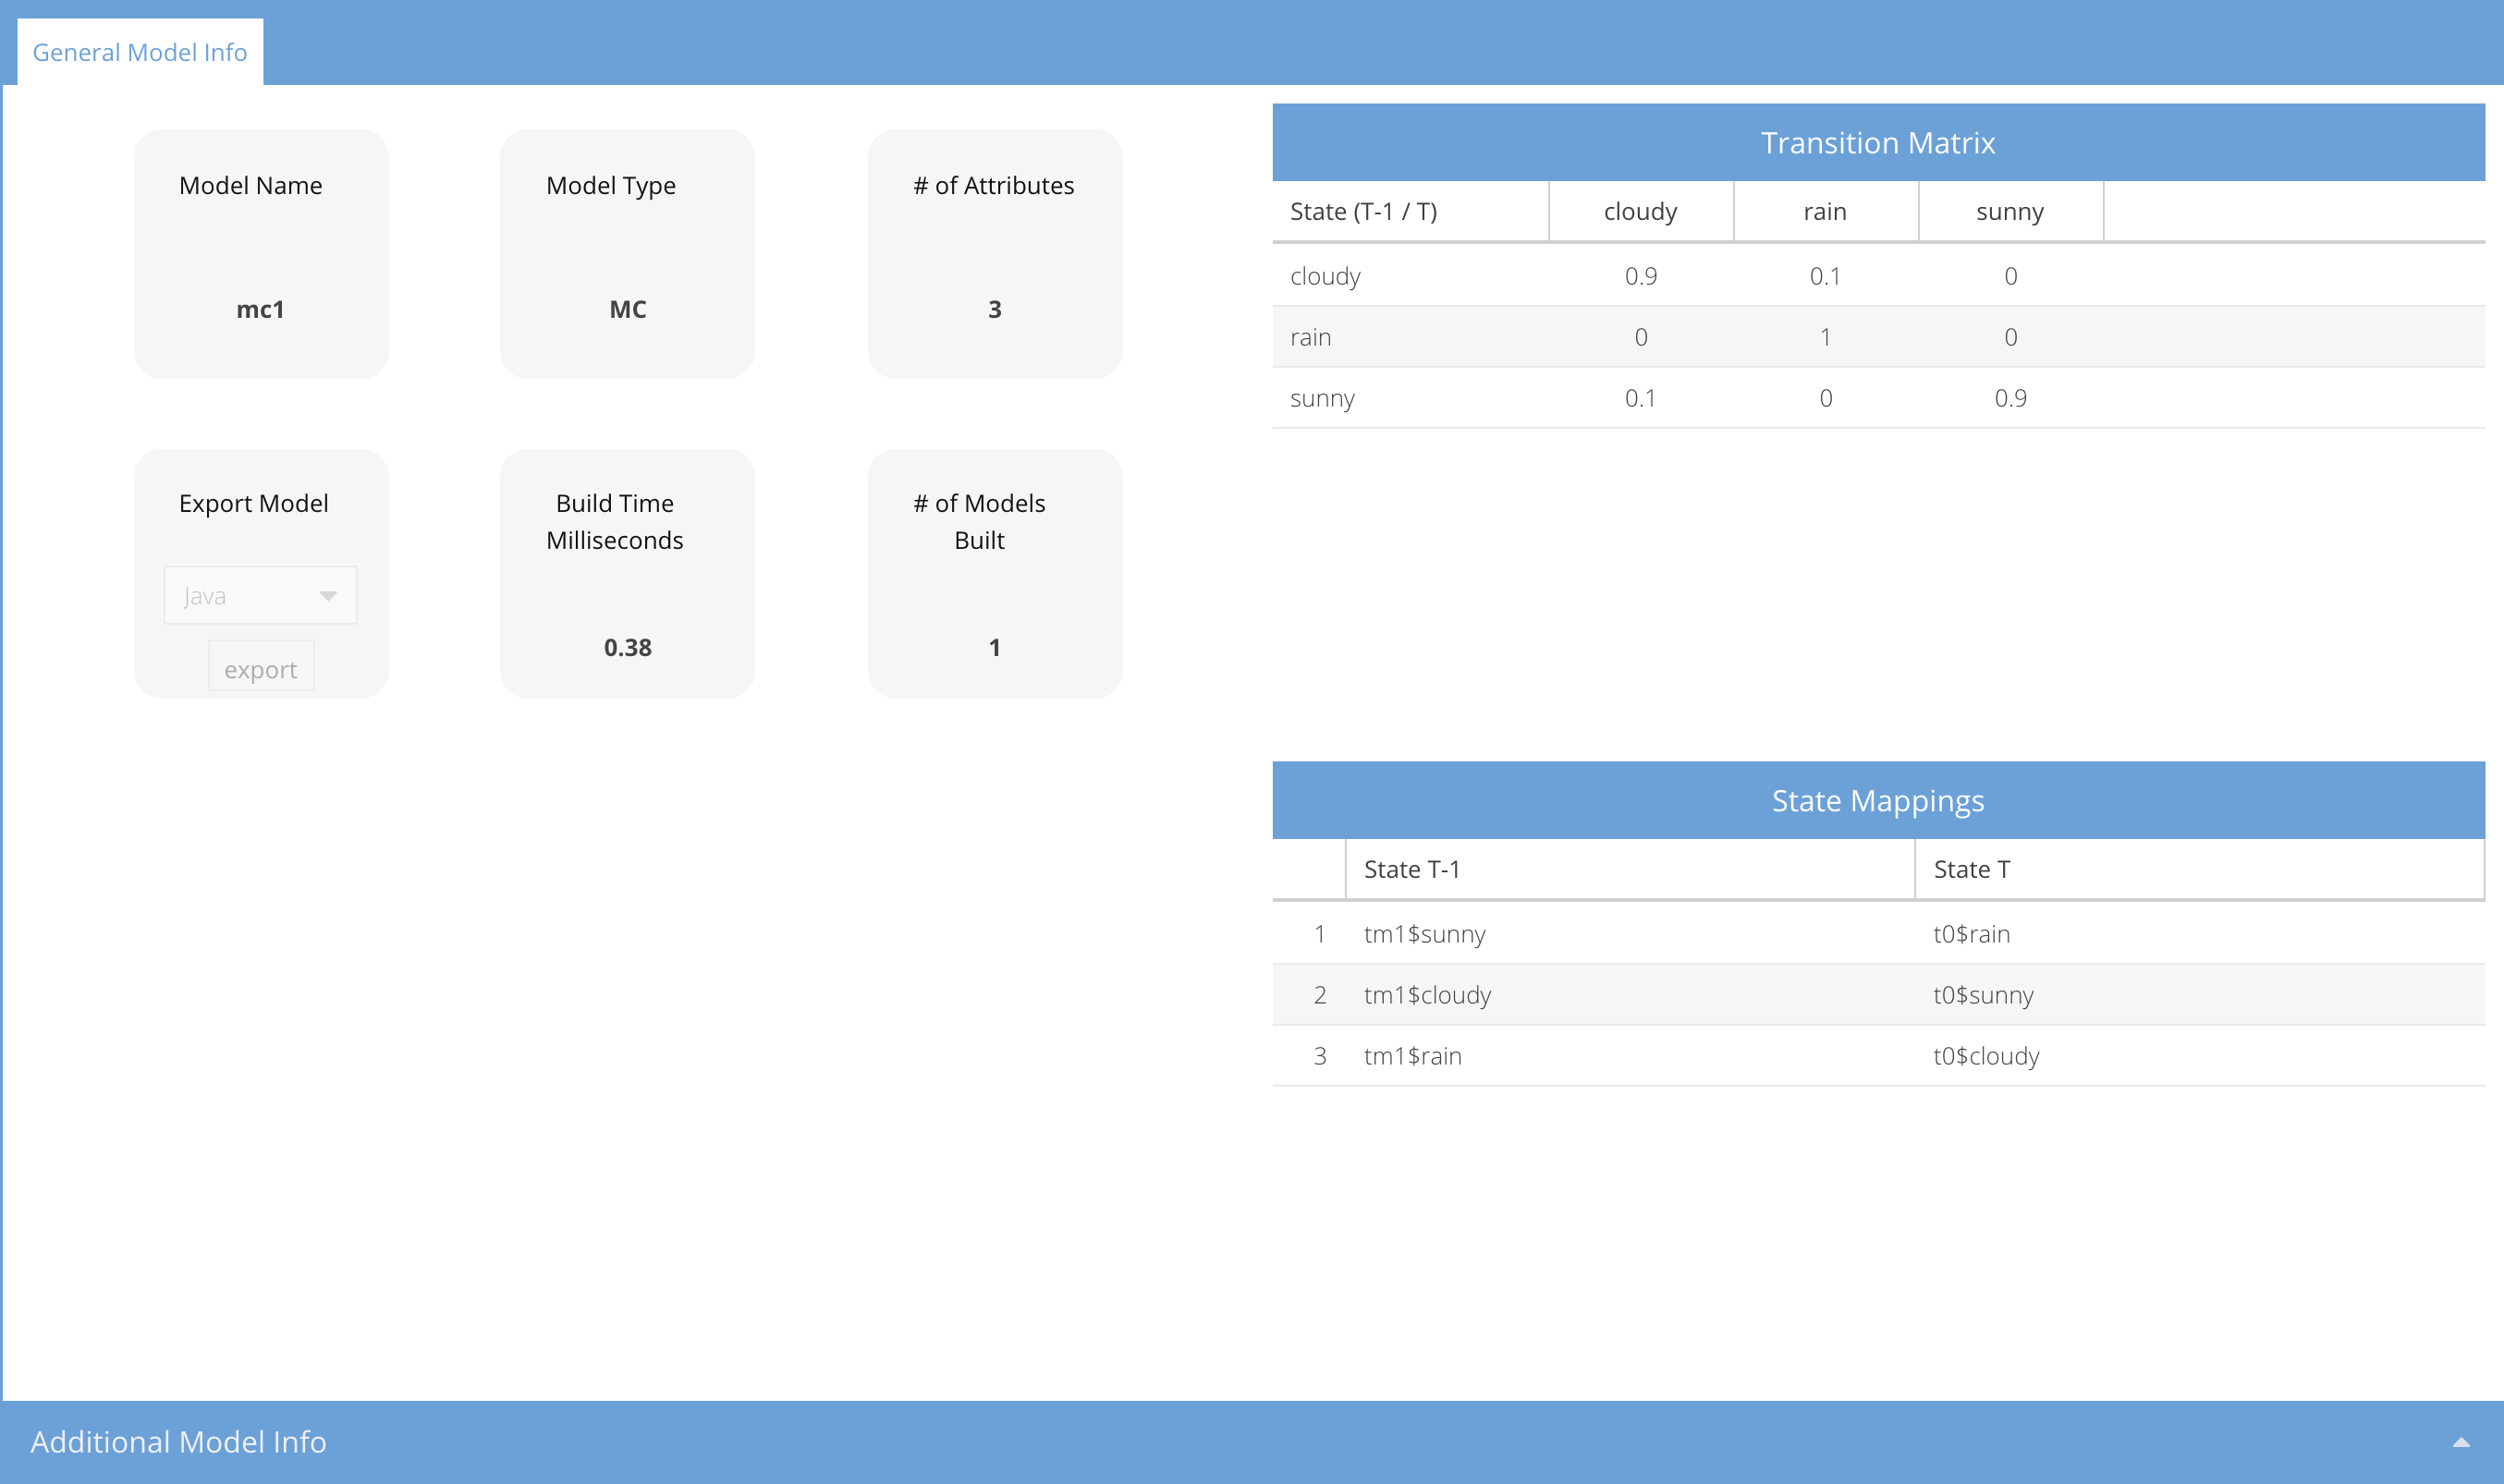 General Model Info
Model Name
mc1
Model Type
MC
# of Attributes
3
Export Model
Java
export
Build Time
Milliseconds
0.38
# of Models
Built
1
Transition Matrix
State (T-1 / T) cloudy rain sunny
cloudy 0.9 0.1 0
rain 0 1 0
sunny 0.1 0 0.9
State Mappings
State T-1 State T
1 tm1$sunny t0$rain
2 tm1$cloudy t0$sunny
3 tm1$rain t0$cloudy
Additional Model Info